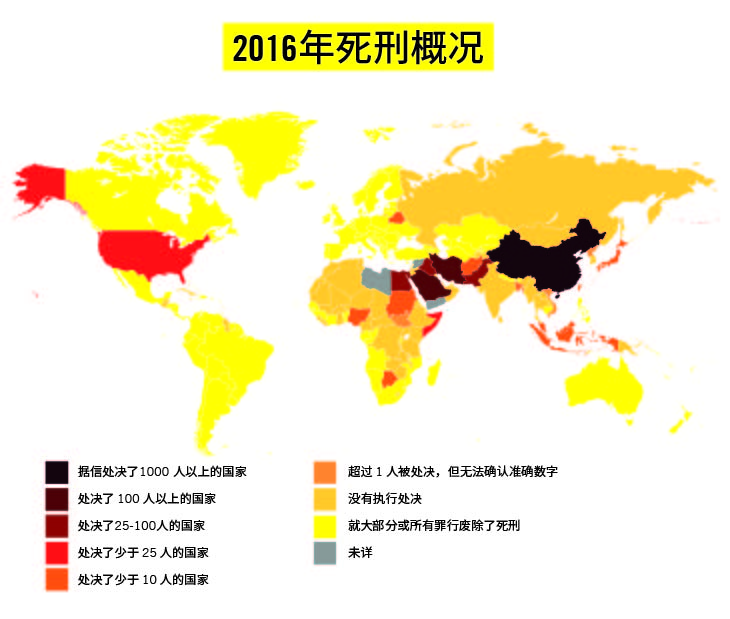 2016年死刑概况
据信处决了1000 人以上的国家
处决了 100 人以上的国家
处决了25-100人的国家
处决了少于 25 人的国家
处决了少于 10 人的国家
超过 1 人被处决，但无法确认准确数字
没有执行处决
就大部分或所有罪行废除了死刑
未详